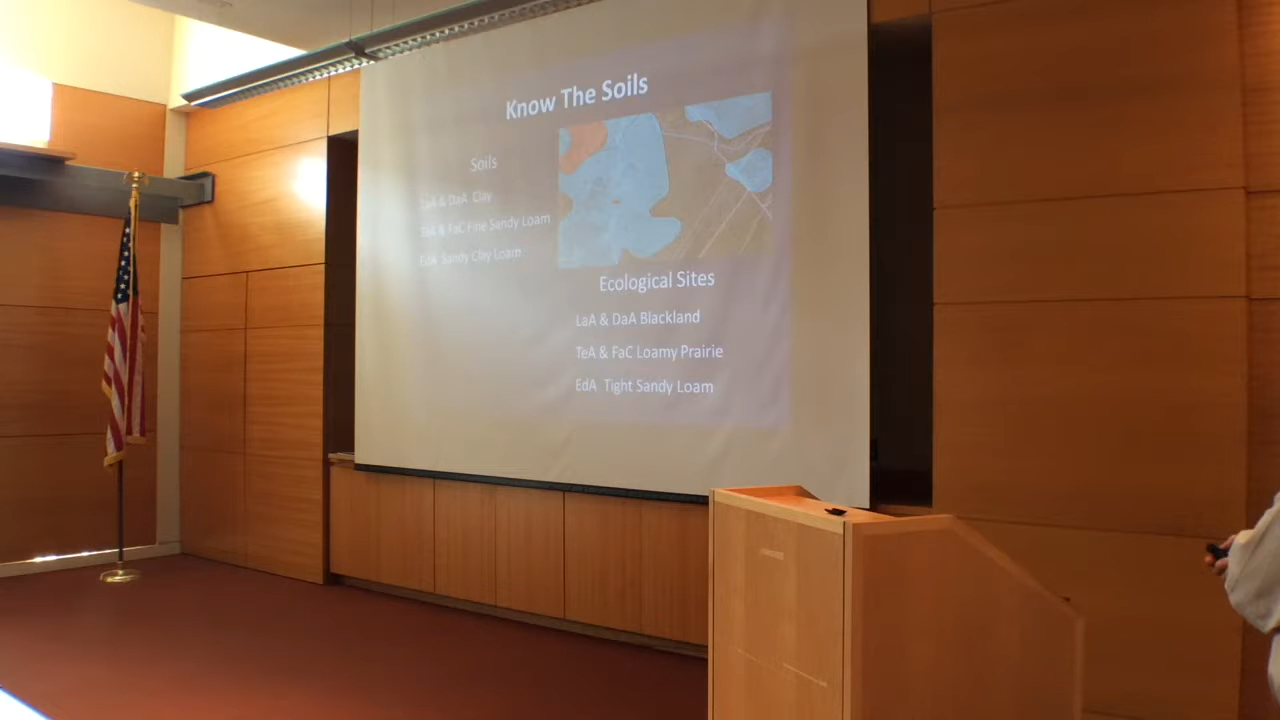 Know The Soils
Soils
LaA & DaA Clay
TeA & FaC Fine Sandy Loam
EdA Sandy Clay Loam
Ecological Sites
LaA & DaA Blackland
TeA & FaC Loamy Prairie
EdA Tight Sandy Loam